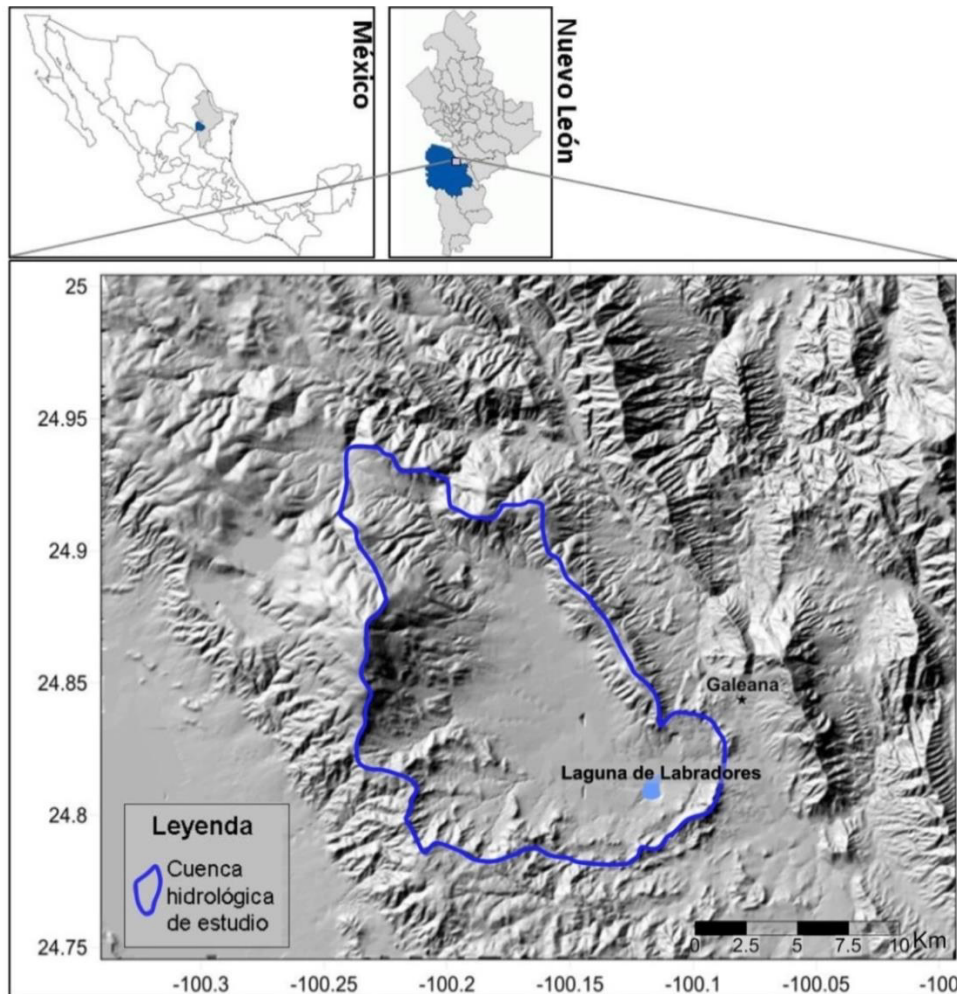 México
Nuevo León
25
24.95
24.9
24.85
24.8
24.75
Galeana
Laguna de Labradores
Leyenda
Cuenca
hidrológica
de estudio
0 2.5 5 7.5 10 Km
-100.3 -100.25 -100.2 -100.15 -100.1 -100.05 -100